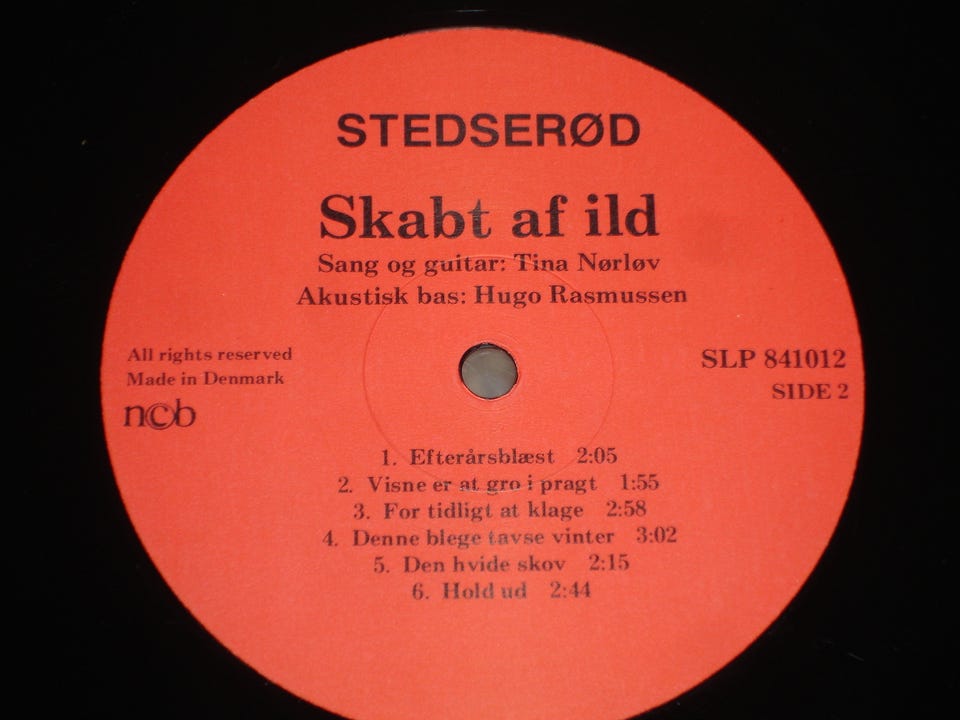 STEDSERØD
Skabt af ild
Sang og guitar: Tina Nørløv
Akustisk bas: Hugo Rasmussen
All rights reserved
Made in Denmark
ncb
SLP 841012
SIDE 2
1. Efterårsblæst 2:05
2. Visne er at gro i pragt 1:55
3. For tidligt at klage 2:58
4. Denne blege tavse vinter 3:02
5. Den hvide skov 2:15
6. Hold ud 2:44